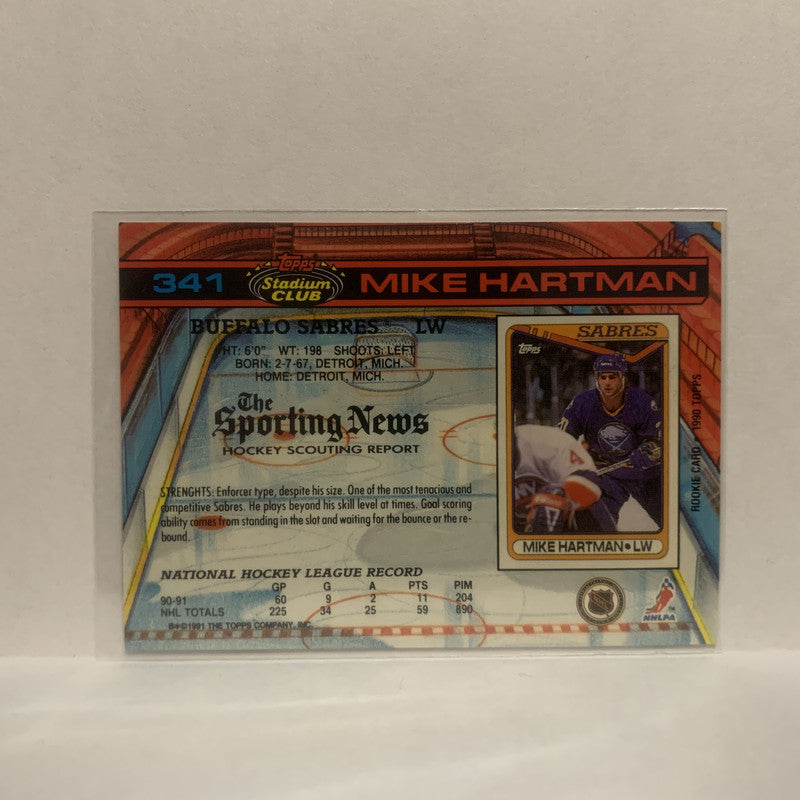 341 Topps Stadium CLUB MIKE HARTMAN
BUFFALO SABRES™ LW
HT: 6'0" WT: 198 SHOOTS: LEFT
BORN: 2-7-67, DETROIT, MICH.
HOME: DETROIT, MICH.
The
Sporting News
HOCKEY SCOUTING REPORT
STRENGHTS: Enforcer type, despite his size. One of the most tenacious and
competitive Sabres. He plays beyond his skill level at times. Goal scoring
ability comes from standing in the slot and waiting for the bounce or the re-
bound.
NATIONAL HOCKEY LEAGUE RECORD
GP G A PTS PIM
90-91 60 9 2 11 204
NHL TOTALS 225 34 25 59 890
B*©1991 THE TOPPS COMPANY, INC.
SABRES
Topps
4
MIKE HARTMAN•LW
ROOKIE CARD • 1990 TOPPS
NHL
NHLPA
TM